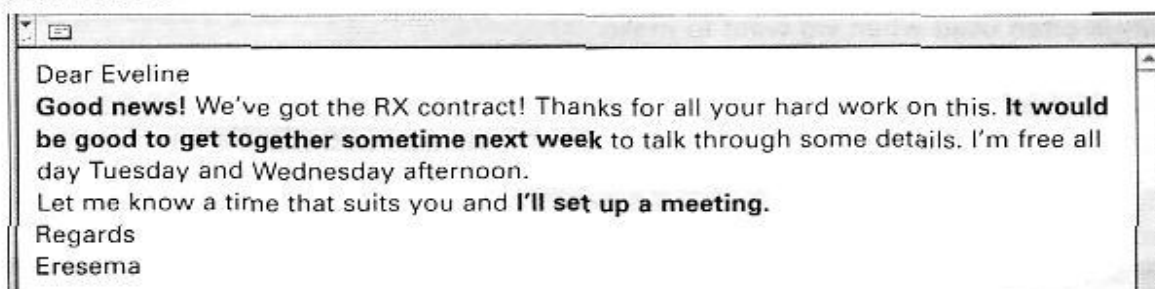 Dear Eveline
Good news! We've got the RX contract! Thanks for all your hard work on this. It would
be good to get together sometime next week to talk through some details. I'm free all
day Tuesday and Wednesday afternoon.
Let me know a time that suits you and I'll set up a meeting.
Regards
Eresema